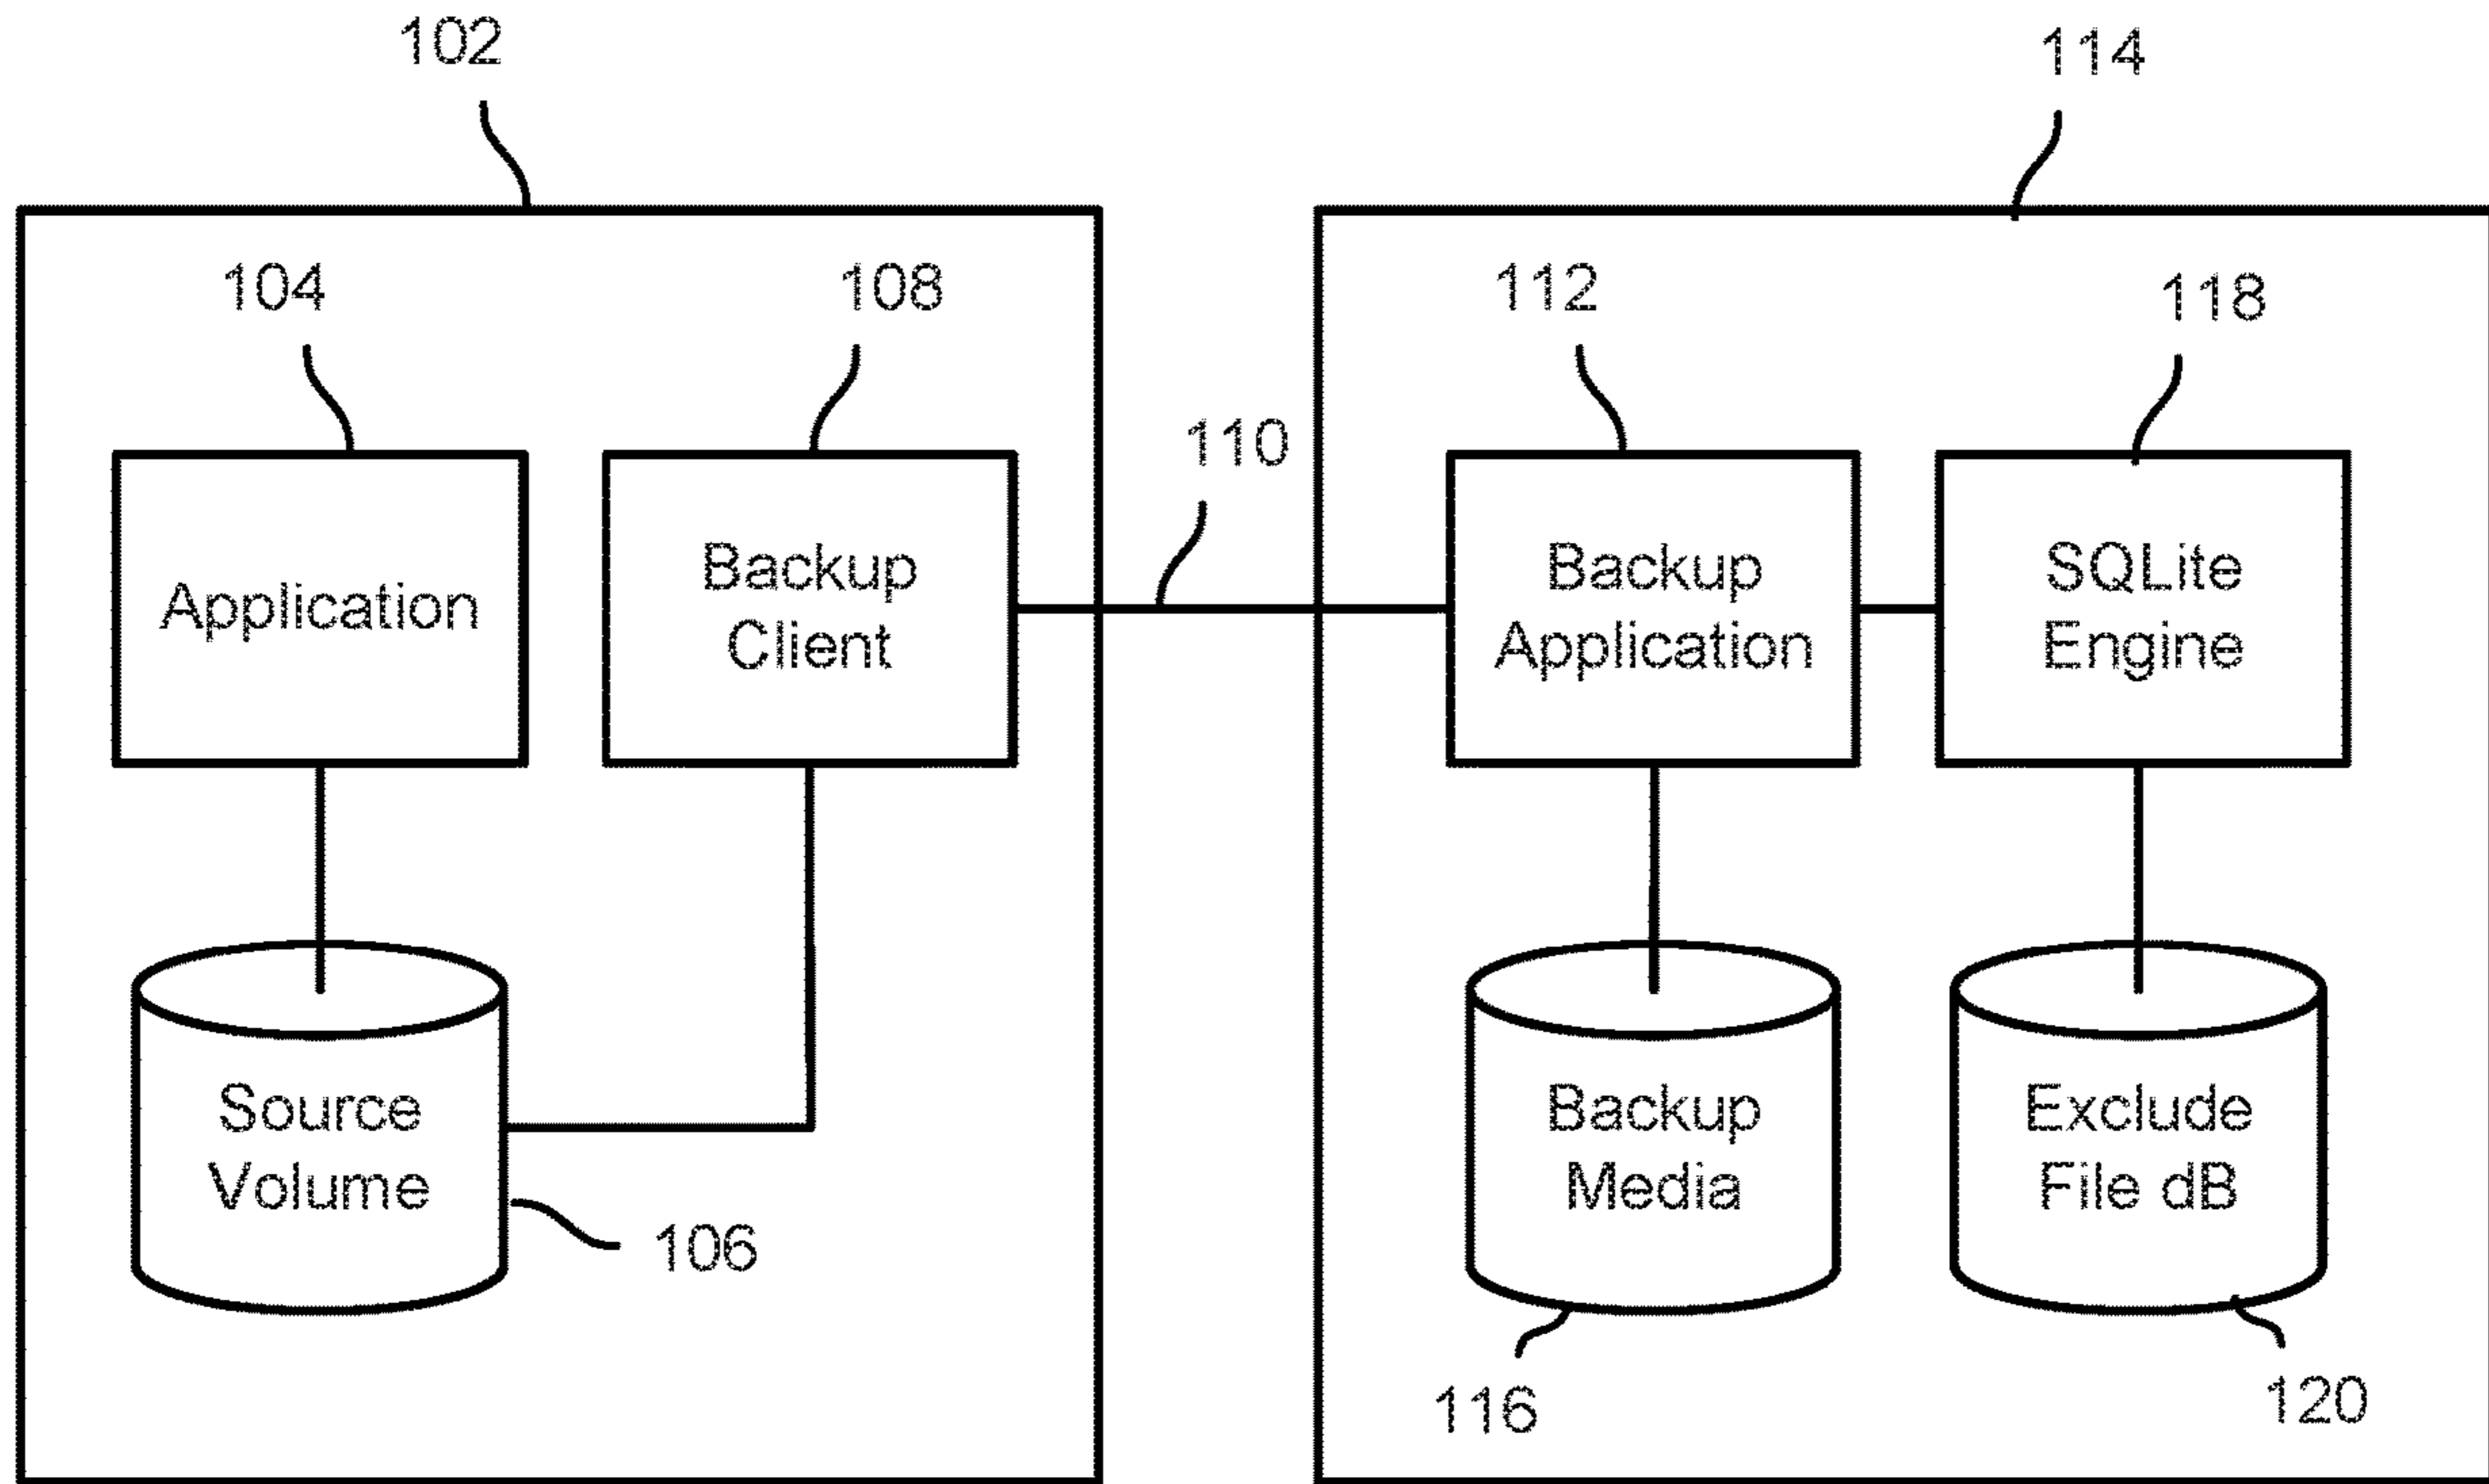 102
114
104
108
112
118
110
Application
Backup
Client
Backup
Application
SQLite
Engine
Source
Volume
Backup
Media
Exclude
File dB
106
116
120